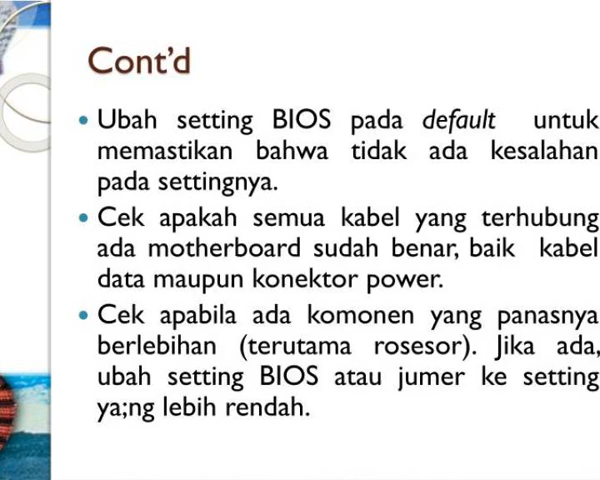 Cont'd
• Ubah setting BIOS pada default untuk
memastikan bahwa tidak ada kesalahan
pada settingnya.
• Cek apakah semua kabel yang terhubung
ada motherboard sudah benar, baik kabel
data maupun konektor power.
• Cek apabila ada komonen yang panasnya
berlebihan (terutama rosesor). Jika ada,
ubah setting BIOS atau jumer ke setting
ya;ng lebih rendah.